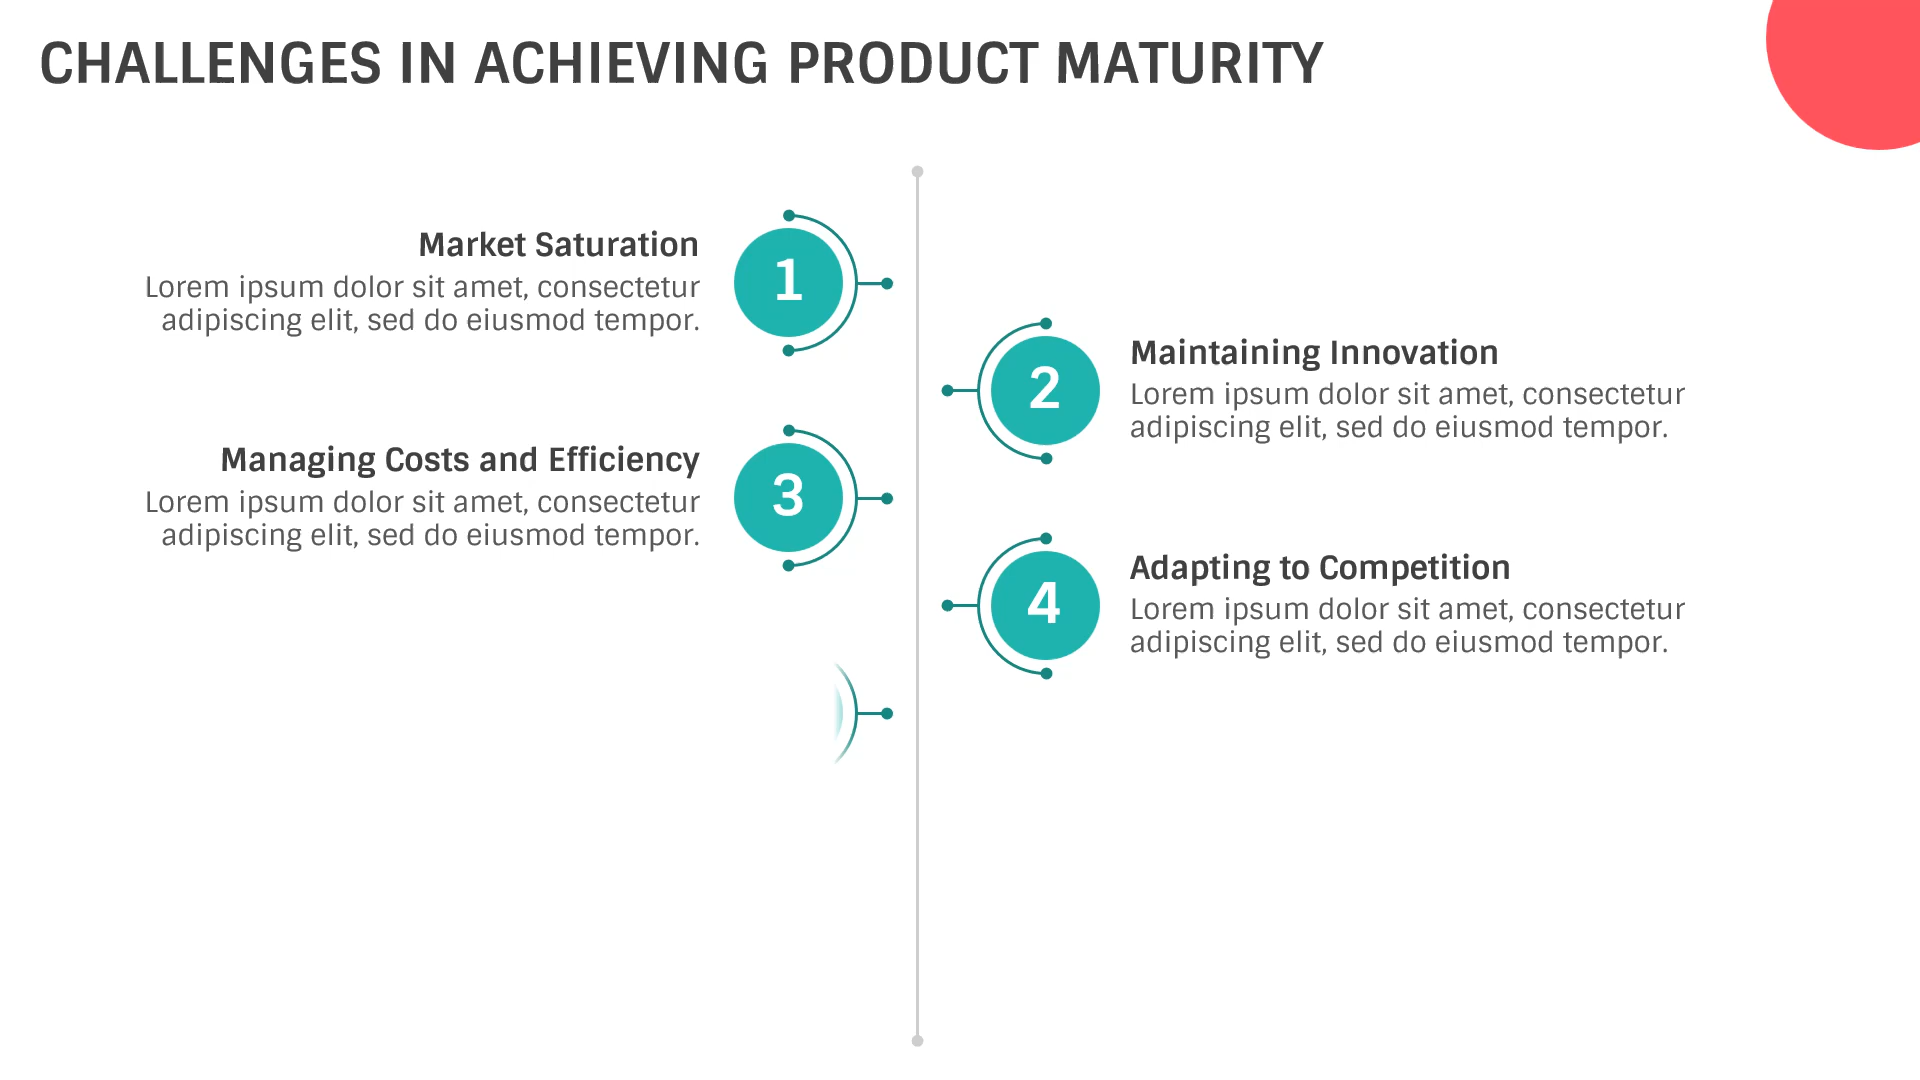 CHALLENGES IN ACHIEVING PRODUCT MATURITY
1
Market Saturation
Lorem ipsum dolor sit amet, consectetur
adipiscing elit, sed do eiusmod tempor.
2
Maintaining Innovation
Lorem ipsum dolor sit amet, consectetur
adipiscing elit, sed do eiusmod tempor.
3
Managing Costs and Efficiency
Lorem ipsum dolor sit amet, consectetur
adipiscing elit, sed do eiusmod tempor.
4
Adapting to Competition
Lorem ipsum dolor sit amet, consectetur
adipiscing elit, sed do eiusmod tempor.